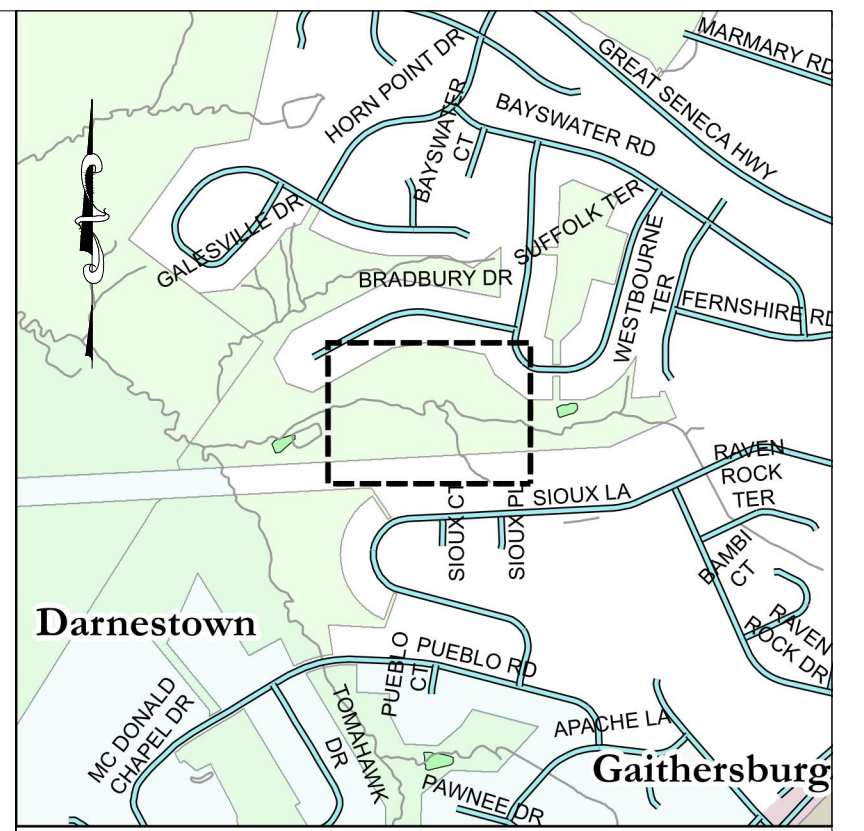 MARMARY RD
GREAT SENECA HWY
HORN POINT DR
BAYSWATER RD
BAYSWATER
CT
SUFFOLK TER
GALESVILLE DR
BRADBURY DR
WESTBOURNE
TER
FERNSHIRE RD
RAVEN
ROCK
TER
SIOUX LA
SIOUX CT
SIOUX PL
BAMBI
CT
RAVEN
ROCK DR
Darnestown
PUEBLO RD
PUEBLO
CT
MC DONALD
CHAPEL DR
TOMAHAWK
DR
APACHE LA
Gaithersburg
PAWNEE DR